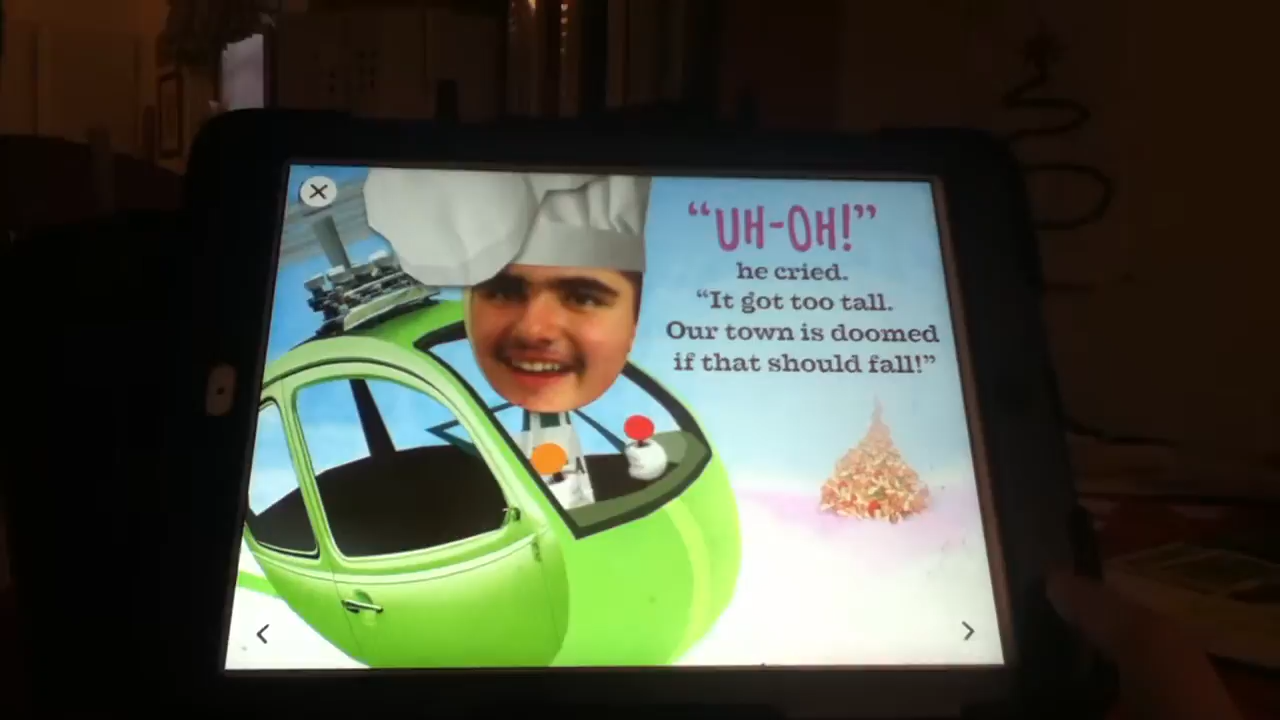 “UH-OH!”
he cried.
“It got too tall.
Our town is doomed
if that should fall!”